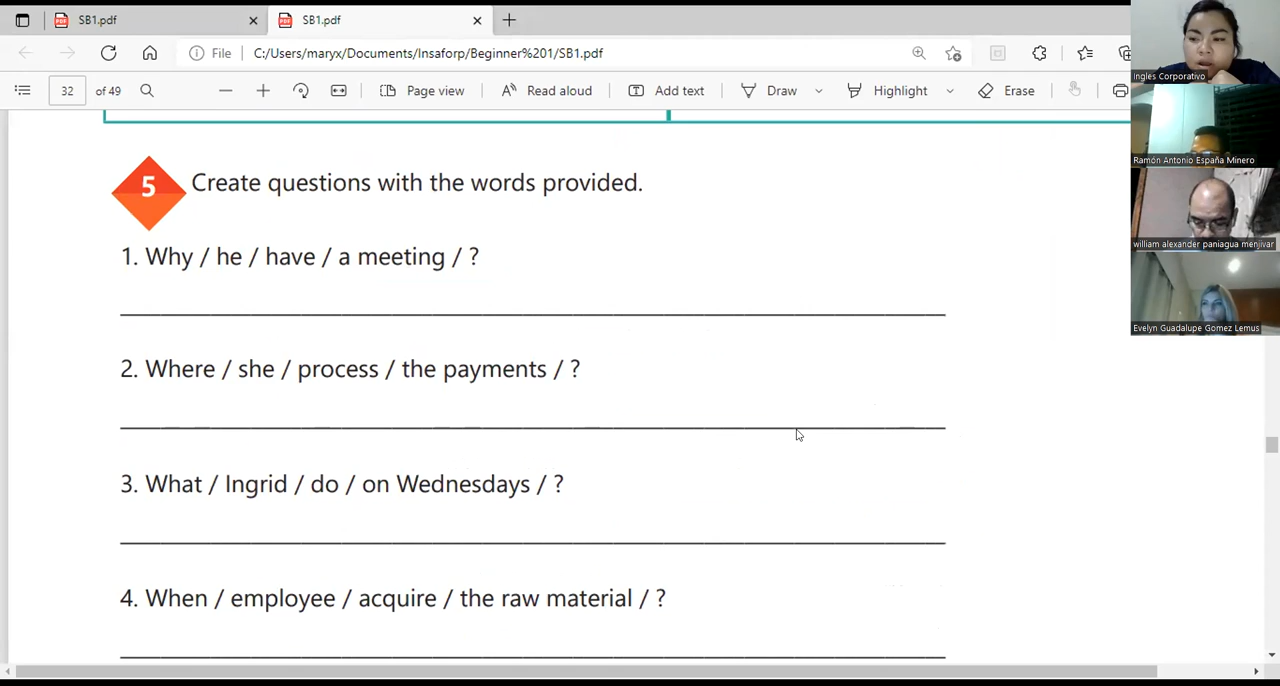 SB1.pdf
SB1.pdf
File
C:/Users/maryx/Documents/Insaforp/Beginner%201/SB1.pdf
32 of 49
Page view
Read aloud
Add text
Draw
Highlight
Erase
Ingles Corporativo
Ramón Antonio España Minero
william alexander paniagua menjivar
Evelyn Guadalupe Gomez Lemus
5 Create questions with the words provided.
1. Why / he / have / a meeting / ?
2. Where / she / process / the payments / ?
3. What / Ingrid / do / on Wednesdays / ?
4. When / employee / acquire / the raw material / ?